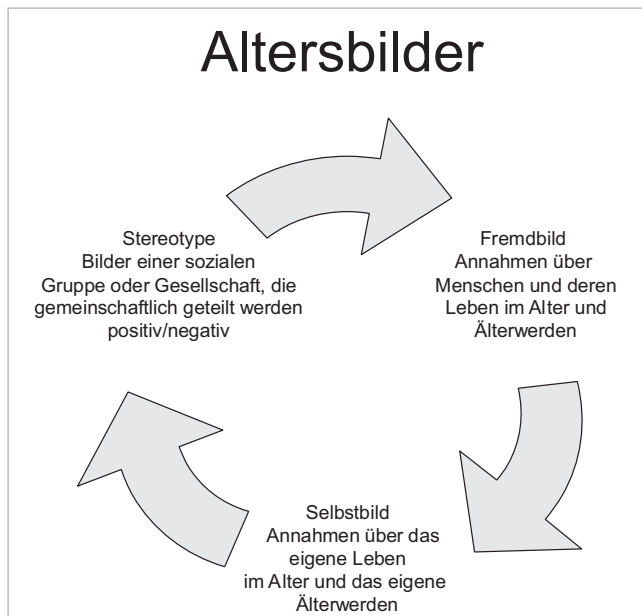 Altersbilder
Stereotype
Bilder einer sozialen
Gruppe oder Gesellschaft, die
gemeinschaftlich geteilt werden
positiv/negativ
Fremdbild
Annahmen über
Menschen und deren
Leben im Alter und
Älterwerden
Selbstbild
Annahmen über das
eigene Leben
im Alter und das eigene
Älterwerden